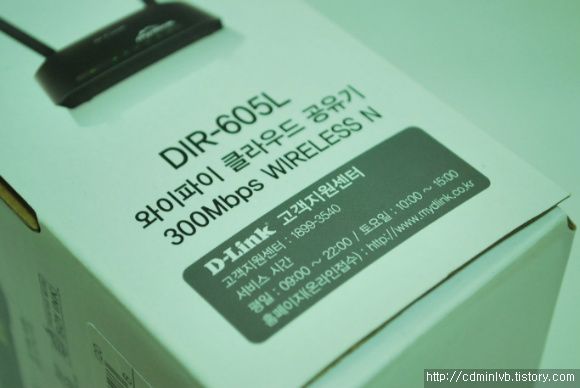 DIR-605L
와이파이 클라우드 공유기
300Mbps WIRELESS N
D-Link 고객지원센터
고객지원센터 : 1899-3540
서비스 시간
평일 : 09:00 ~ 22:00 / 토요일 : 10:00 ~ 15:00
홈페이지(온라인접수) : http://www.mydlink.co.kr
http://cdminlvb.tistory.com